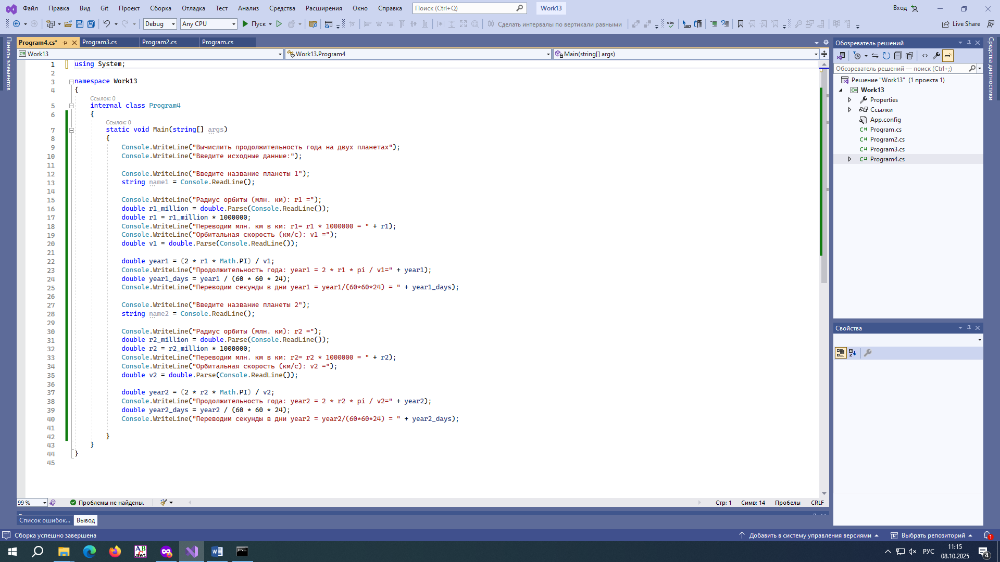 Файл Правка Вид Git Проект Сборка Отладка Тест Анализ Средства Расширения Окно Справка Поиск (Ctrl+Q) Work13 Вход
Debug Any CPU Пуск Сделать интервалы по вертикали равными Live Share
Панель элементов
Program4.cs* Program3.cs Program2.cs Program.cs
Work13 Work13.Program4 Main(string[] args)
1 using System;
2
3 namespace Work13
4 {
Ссылок: 0
5 internal class Program4
6 {
Ссылок: 0
7 static void Main(string[] args)
8 {
9 Console.WriteLine("Вычислить продолжительность года на двух планетах");
10 Console.WriteLine("Введите исходные данные:");
11
12 Console.WriteLine("Введите название планеты 1");
13 string name1 = Console.ReadLine();
14
15 Console.WriteLine("Радиус орбиты (млн. км): r1 =");
16 double r1_million = double.Parse(Console.ReadLine());
17 double r1 = r1_million * 1000000;
18 Console.WriteLine("Переводим млн. км в км: r1= r1 * 1000000 = " + r1);
19 Console.WriteLine("Орбитальная скорость (км/с): v1 =");
20 double v1 = double.Parse(Console.ReadLine());
21
22 double year1 = (2 * r1 * Math.PI) / v1;
23 Console.WriteLine("Продолжительность года: year1 = 2 * r1 * pi / v1=" + year1);
24 double year1_days = year1 / (60 * 60 * 24);
25 Console.WriteLine("Переводим секунды в дни year1 = year1/(60*60*24) = " + year1_days);
26
27 Console.WriteLine("Введите название планеты 2");
28 string name2 = Console.ReadLine();
29
30 Console.WriteLine("Радиус орбиты (млн. км): r2 =");
31 double r2_million = double.Parse(Console.ReadLine());
32 double r2 = r2_million * 1000000;
33 Console.WriteLine("Переводим млн. км в км: r2= r2 * 1000000 = " + r2);
34 Console.WriteLine("Орбитальная скорость (км/с): v2 =");
35 double v2 = double.Parse(Console.ReadLine());
36
37 double year2 = (2 * r2 * Math.PI) / v2;
38 Console.WriteLine("Продолжительность года: year2 = 2 * r2 * pi / v2=" + year2);
39 double year2_days = year2 / (60 * 60 * 24);
40 Console.WriteLine("Переводим секунды в дни year2 = year2/(60*60*24) = " + year2_days);
41
42 }
43 }
44 }
45
99 % Проблемы не найдены. Стр: 1 Симв: 14 Пробелы CRLF
Список ошибок... Вывод
Обозреватель решений
Обозреватель решений — поиск (Ctrl+;)
Решение "Work13" (1 проекта 1)
Work13
Properties
Ссылки
App.config
C# Program.cs
C# Program2.cs
C# Program3.cs
C# Program4.cs
Свойства
Средства диагностики
Сборка успешно завершена Добавить в систему управления версиями Выбрать репозиторий 1
AB .net РУС 11:15
08.10.2025 4